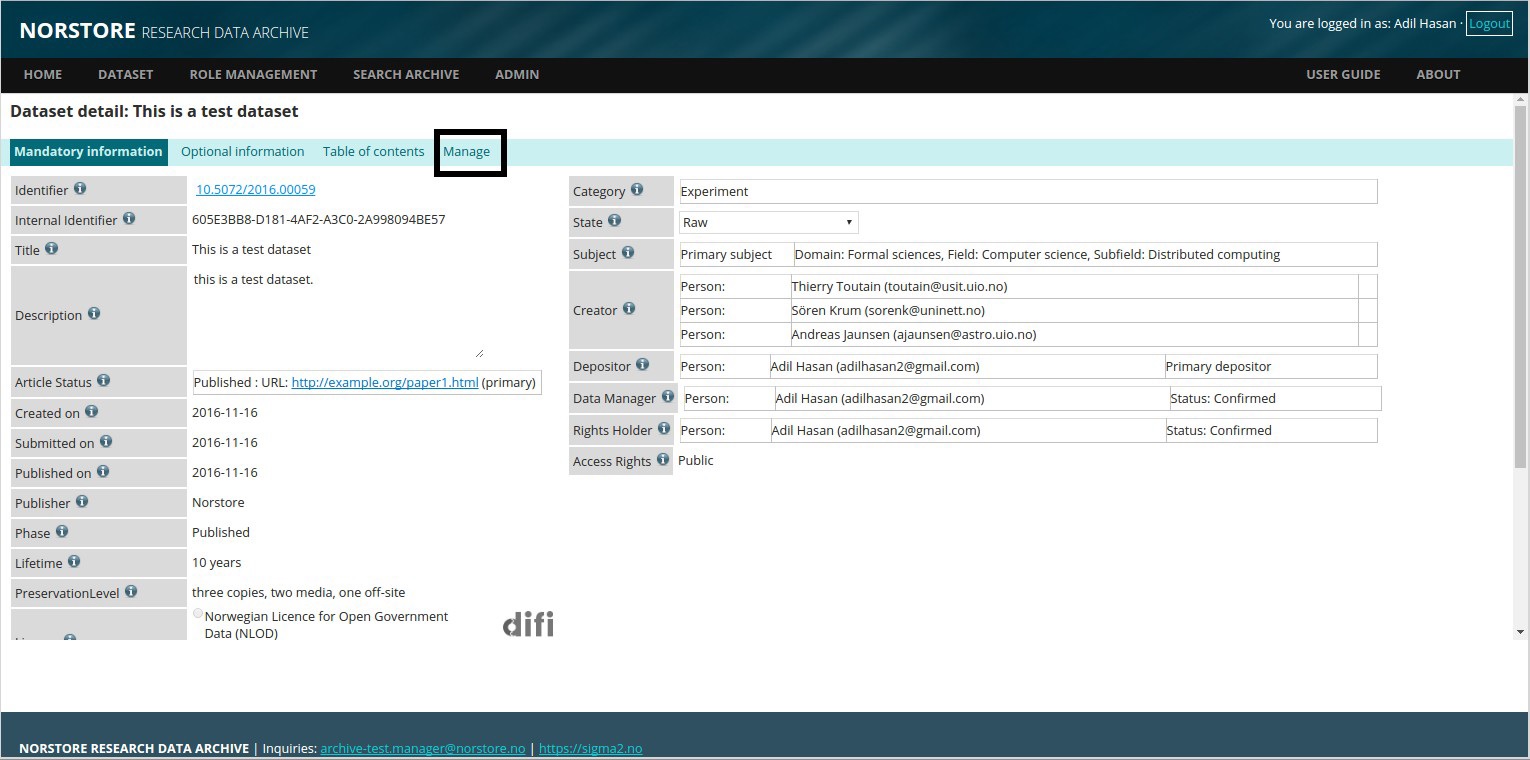 NORSTORE RESEARCH DATA ARCHIVE
You are logged in as: Adil Hasan · Logout
HOME DATASET ROLE MANAGEMENT SEARCH ARCHIVE ADMIN USER GUIDE ABOUT
Dataset detail: This is a test dataset
Mandatory information Optional information Table of contents Manage
Identifier 10.5072/2016.00059
Internal Identifier 605E3BB8-D181-4AF2-A3C0-2A998094BE57
Title This is a test dataset
Description this is a test dataset.
Article Status Published : URL: http://example.org/paper1.html (primary)
Created on 2016-11-16
Submitted on 2016-11-16
Published on 2016-11-16
Publisher Norstore
Phase Published
Lifetime 10 years
PreservationLevel three copies, two media, one off-site
Norwegian Licence for Open Government
Data (NLOD)
difi
Category Experiment
State Raw
Subject Primary subject Domain: Formal sciences, Field: Computer science, Subfield: Distributed computing
Creator
Person: Thierry Toutain (toutain@usit.uio.no)
Person: Sören Krum (sorenk@uninett.no)
Person: Andreas Jaunsen (ajaunsen@astro.uio.no)
Depositor Person: Adil Hasan (adilhasan2@gmail.com) Primary depositor
Data Manager Person: Adil Hasan (adilhasan2@gmail.com) Status: Confirmed
Rights Holder Person: Adil Hasan (adilhasan2@gmail.com) Status: Confirmed
Access Rights Public
NORSTORE RESEARCH DATA ARCHIVE | Inquiries: archive-test.manager@norstore.no | https://sigma2.no